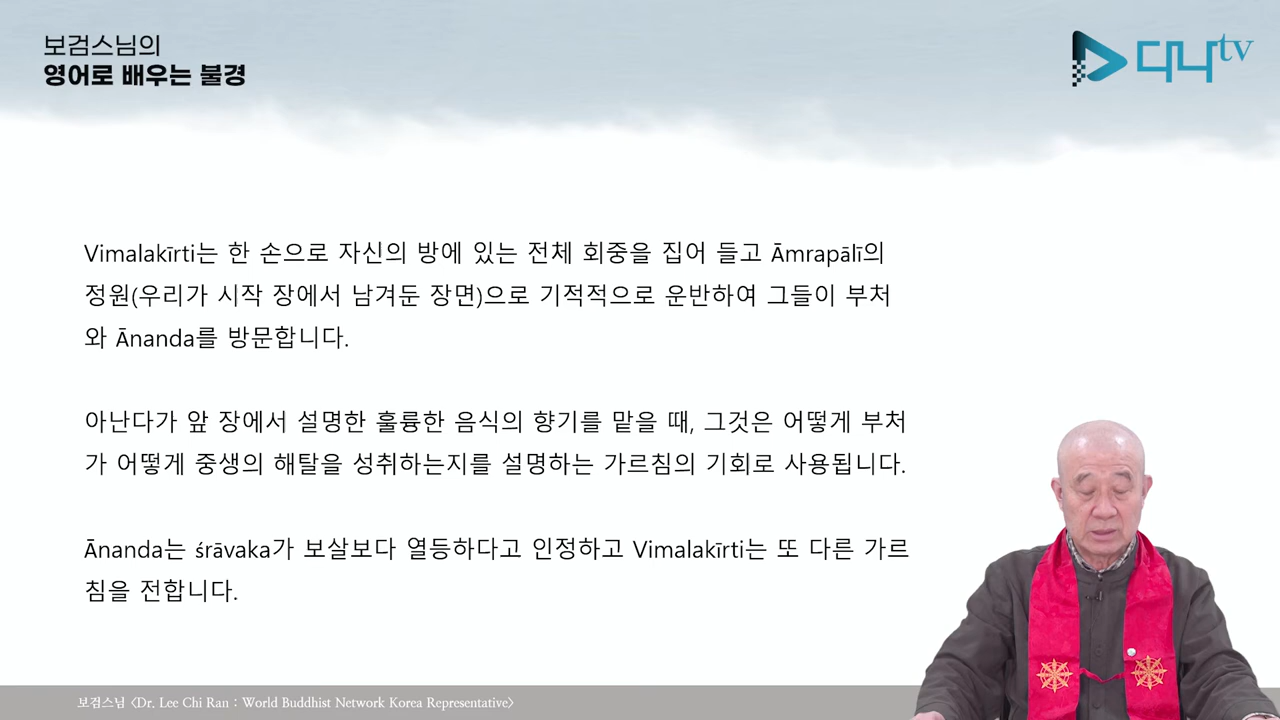 보검스님의
영어로 배우는 불경
다나tv
Vimalakīrti는 한 손으로 자신의 방에 있는 전체 회중을 집어 들고 Āmrapālī의
정원(우리가 시작 장에서 남겨둔 장면)으로 기적적으로 운반하여 그들이 부처
와 Ānanda를 방문합니다.
아난다가 앞 장에서 설명한 훌륭한 음식의 향기를 맡을 때, 그것은 어떻게 부처
가 어떻게 중생의 해탈을 성취하는지를 설명하는 가르침의 기회로 사용됩니다.
Ānanda는 śrāvaka가 보살보다 열등하다고 인정하고 Vimalakīrti는 또 다른 가르
침을 전합니다.
보검스님 <Dr. Lee Chi Ran : World Buddhist Network Korea Representative>